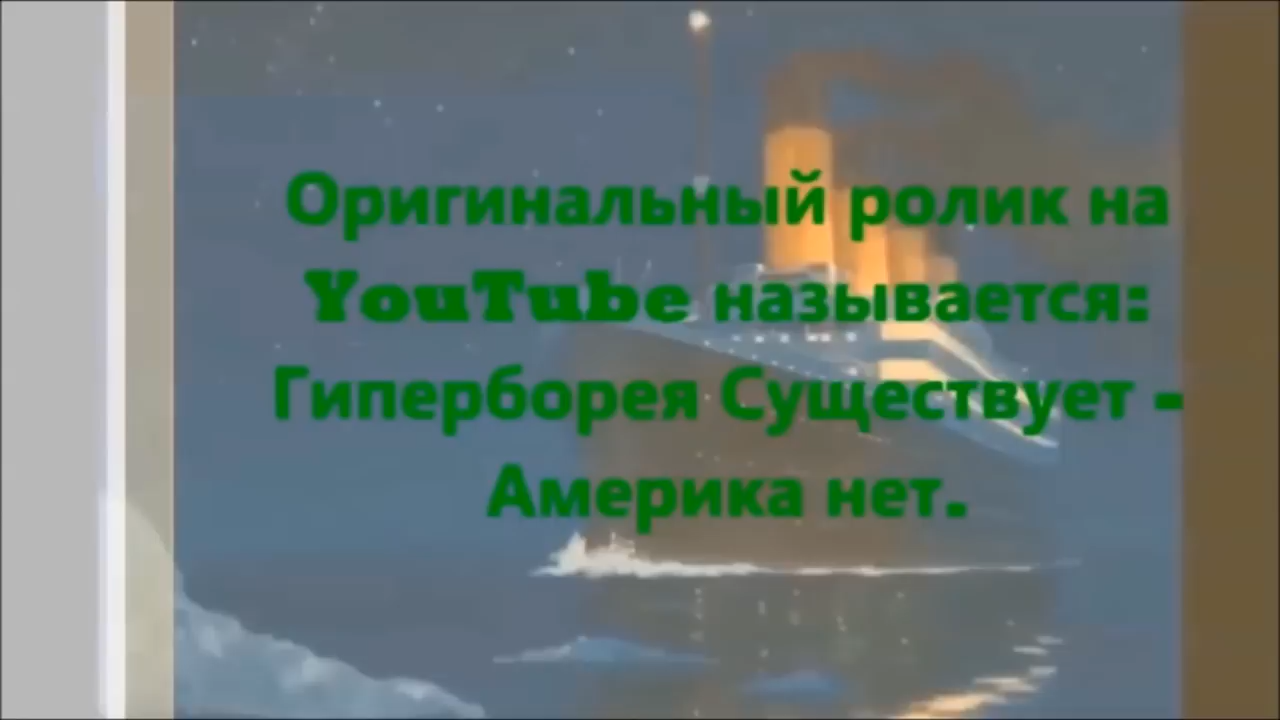 Оригинальный ролик на
YouTube называется:
Гиперборея Существует -
Америка нет.